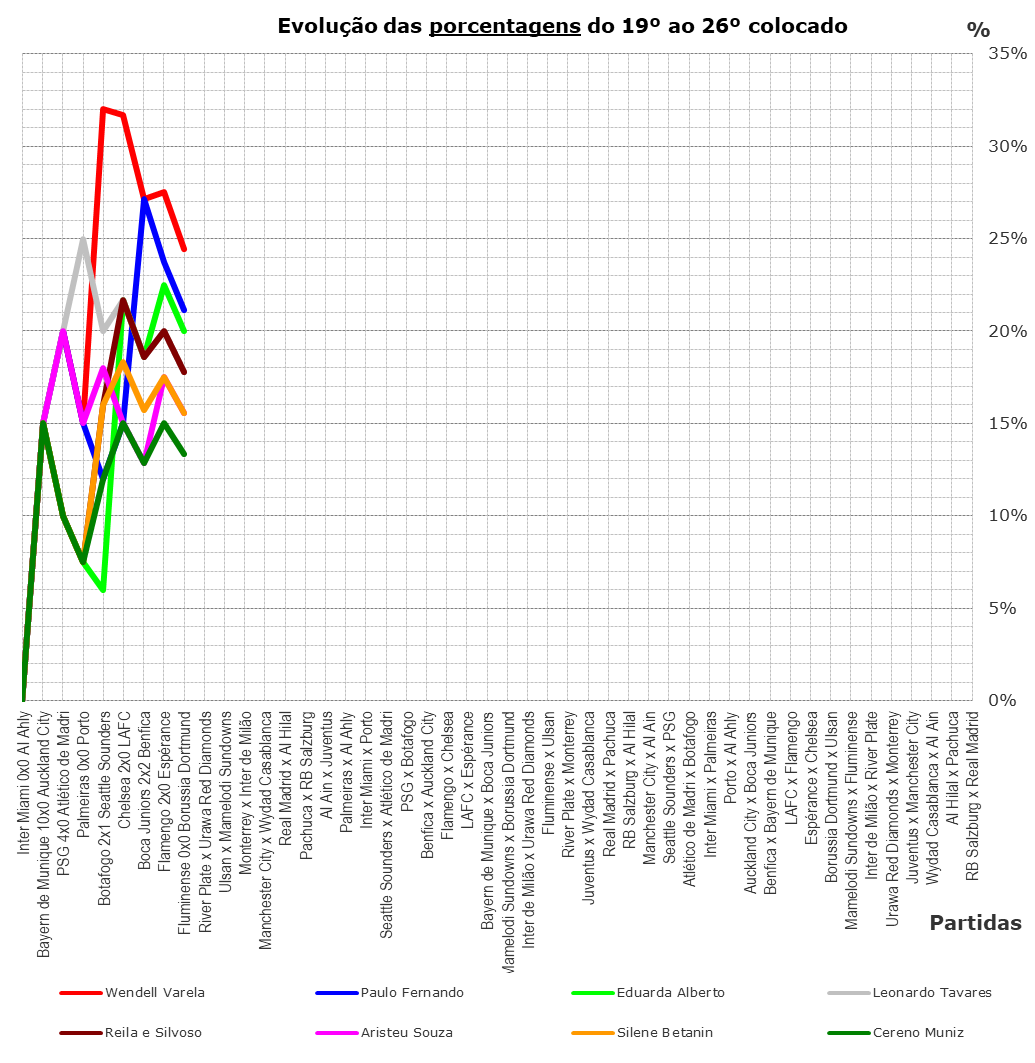 Evolução das porcentagens do 19º ao 26º colocado
%
35%
30%
25%
20%
15%
10%
5%
0%
Inter Miami 0x0 Al Ahly
Bayern de Munique 10x0 Auckland City
PSG 4x0 Atlético de Madri
Palmeiras 0x0 Porto
Botafogo 2x1 Seattle Sounders
Chelsea 2x0 LAFC
Boca Juniors 2x2 Benfica
Flamengo 2x0 Espérance
Fluminense 0x0 Borussia Dortmund
River Plate x Urawa Red Diamonds
Ulsan x Mamelodi Sundowns
Monterrey x Inter de Milão
Manchester City x Wydad Casablanca
Real Madrid x Al Hilal
Pachuca x RB Salzburg
Al Ain x Juventus
Palmeiras x Al Ahly
Inter Miami x Porto
Seattle Sounders x Atlético de Madri
PSG x Botafogo
Benfica x Auckland City
Flamengo x Chelsea
LAFC x Espérance
Bayern de Munique x Boca Juniors
Mamelodi Sundowns x Borussia Dortmund
Inter de Milão x Urawa Red Diamonds
Fluminense x Ulsan
River Plate x Monterrey
Juventus x Wydad Casablanca
Real Madrid x Pachuca
RB Salzburg x Al Hilal
Manchester City x Al Ain
Seattle Sounders x PSG
Atlético de Madri x Botafogo
Inter Miami x Palmeiras
Porto x Al Ahly
Auckland City x Boca Juniors
Benfica x Bayern de Munique
LAFC x Flamengo
Espérance x Chelsea
Borussia Dortmund x Ulsan
Mamelodi Sundowns x Fluminense
Inter de Milão x River Plate
Urawa Red Diamonds x Monterrey
Juventus x Manchester City
Wydad Casablanca x Al Ain
Al Hilal x Pachuca
RB Salzburg x Real Madrid
Partidas
Wendell Varela
Paulo Fernando
Eduarda Alberto
Leonardo Tavares
Reila e Silvoso
Aristeu Souza
Silene Betanin
Cereno Muniz